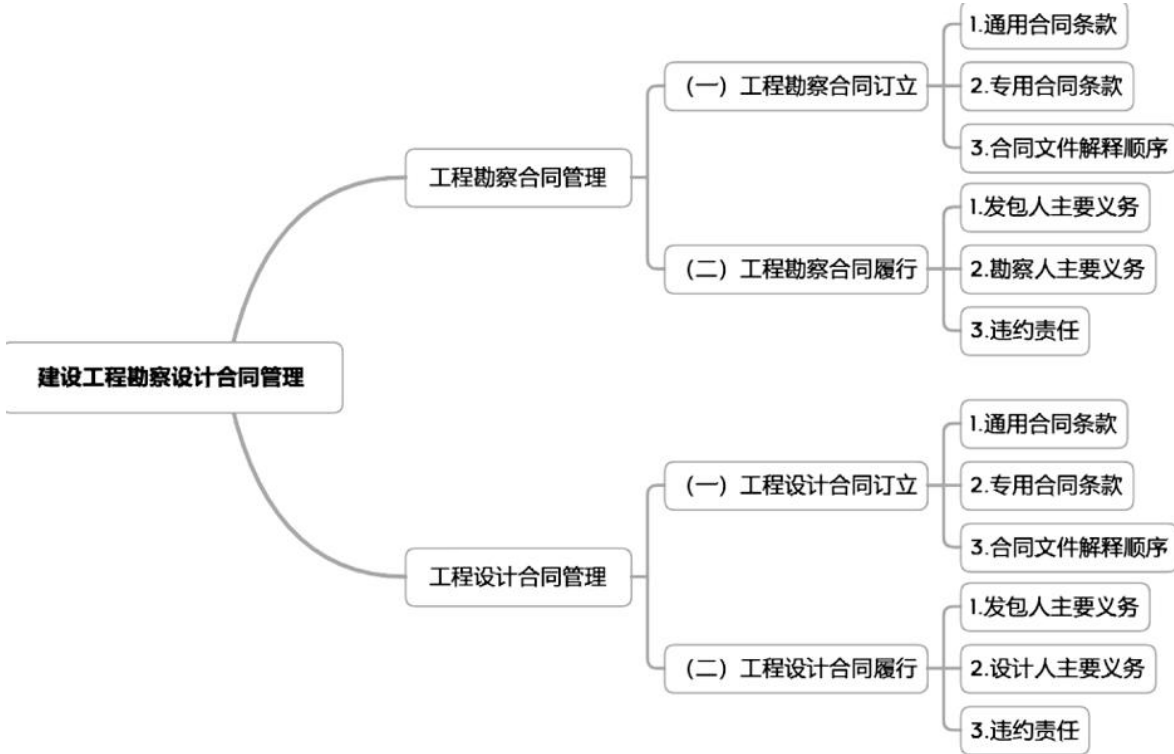 建设工程勘察设计合同管理
工程勘察合同管理
（一）工程勘察合同订立
1.通用合同条款
2.专用合同条款
3.合同文件解释顺序
（二）工程勘察合同履行
1.发包人主要义务
2.勘察人主要义务
3.违约责任
工程设计合同管理
（一）工程设计合同订立
1.通用合同条款
2.专用合同条款
3.合同文件解释顺序
（二）工程设计合同履行
1.发包人主要义务
2.设计人主要义务
3.违约责任